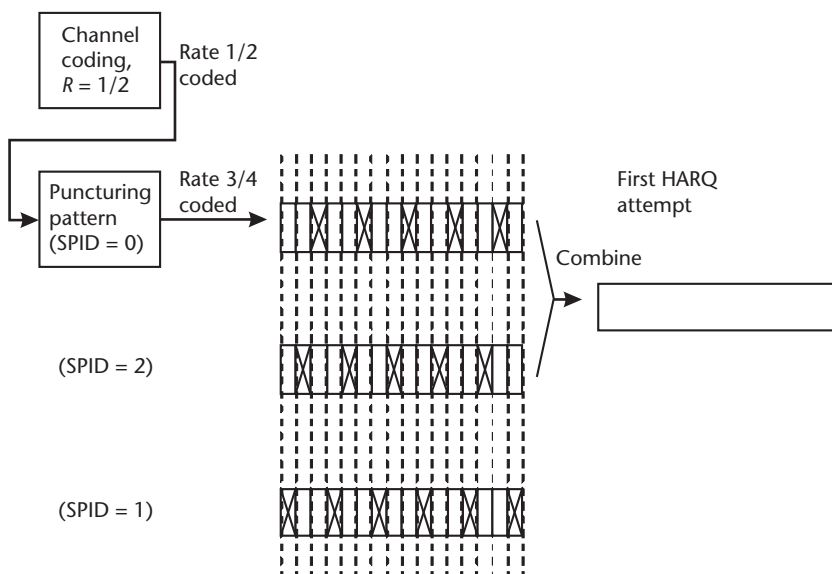 Channel
coding,
R = 1/2
Rate 1/2
coded
Puncturing
pattern
(SPID = 0)
Rate 3/4
coded
First HARQ
attempt
Combine
(SPID = 2)
(SPID = 1)